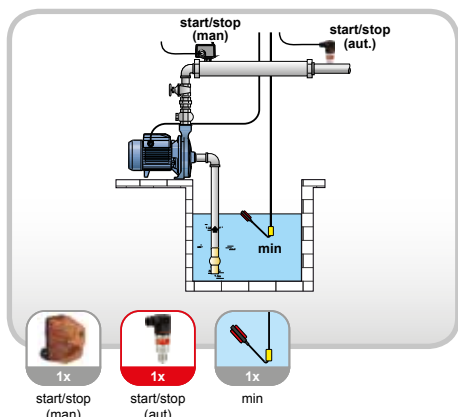 start/stop
(man)
start/stop
(aut.)
min
1x
1x
1x
start/stop
(man)
start/stop
(aut)
min